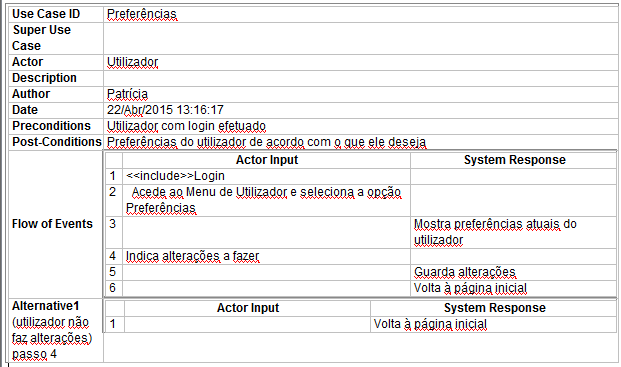 Use Case ID Preferências
Super Use
Case
Actor Utilizador
Description
Author Patrícia
Date 22/Abr/2015 13:16:17
Preconditions Utilizador com login efetuado
Post-Conditions Preferências do utilizador de acordo com o que ele deseja
Flow of Events
Actor Input System Response
1 <<include>>Login
2 Acede ao Menu de Utilizador e seleciona a opção
Preferências
3 Mostra preferências atuais do
utilizador
4 Indica alterações a fazer
5 Guarda alterações
6 Volta à página inicial
Alternative1
(utilizador não
faz alterações)
passo 4
Actor Input System Response
1 Volta à página inicial